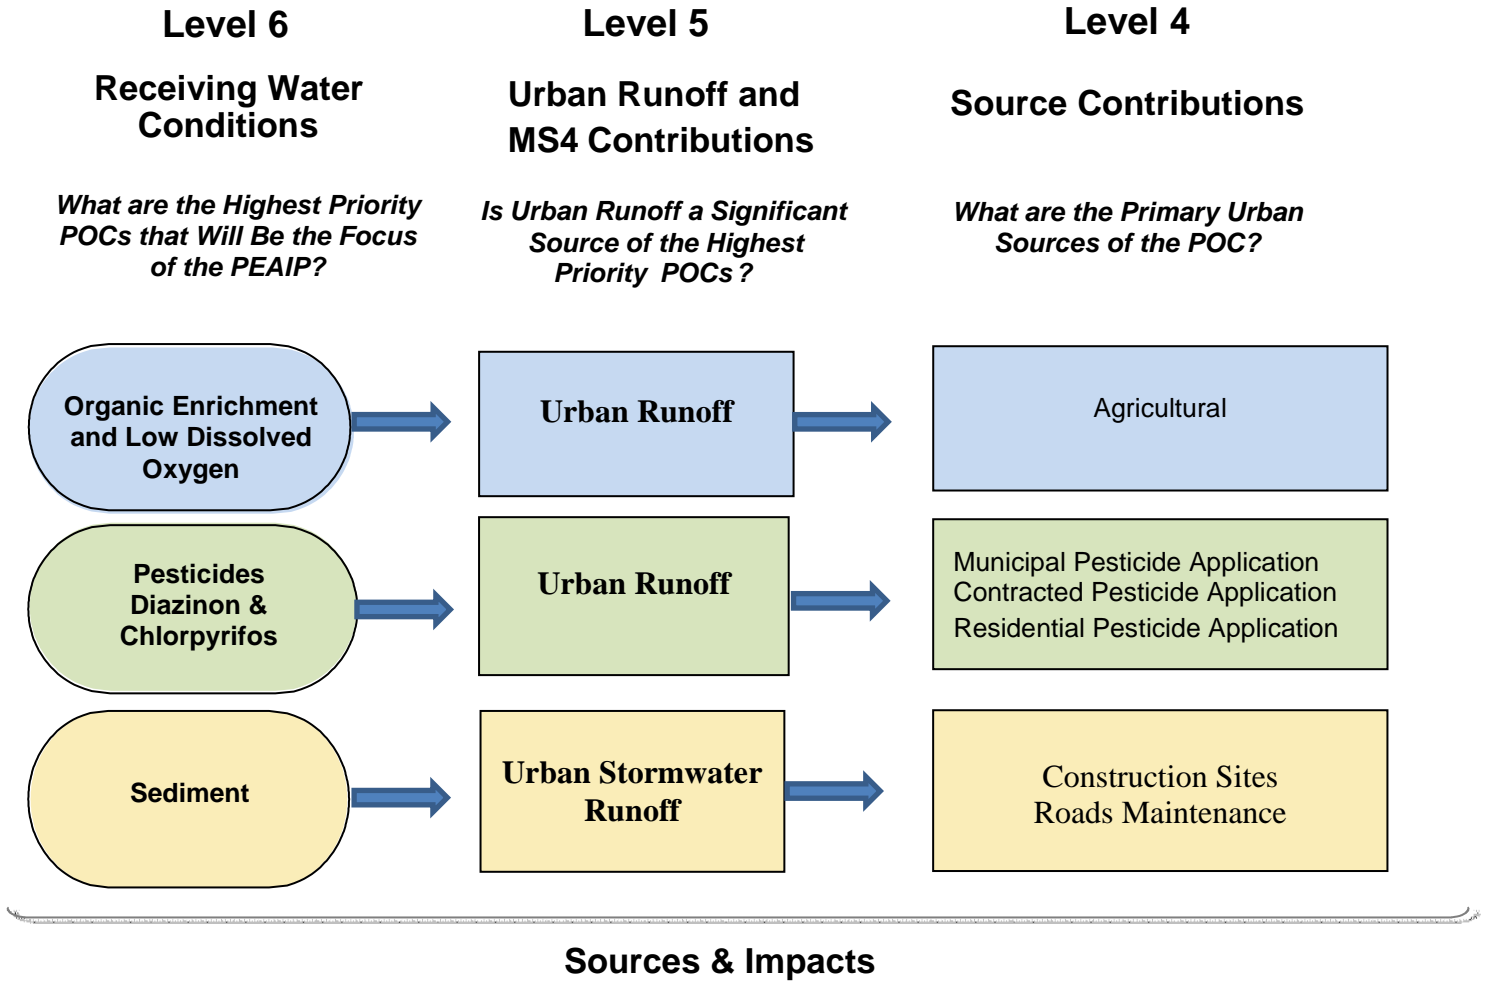 Level 6
Level 5
Level 4
Receiving Water
Conditions
Urban Runoff and
MS4 Contributions
Source Contributions
What are the Highest Priority
POCs that Will Be the Focus
of the PEAIP?
Is Urban Runoff a Significant
Source of the Highest
Priority POCs?
What are the Primary Urban
Sources of the POC?
Organic Enrichment
and Low Dissolved
Oxygen
Urban Runoff
Agricultural
Pesticides
Diazinon &
Chlorpyrifos
Urban Runoff
Municipal Pesticide Application
Contracted Pesticide Application
Residential Pesticide Application
Sediment
Urban Stormwater
Runoff
Construction Sites
Roads Maintenance
Sources & Impacts